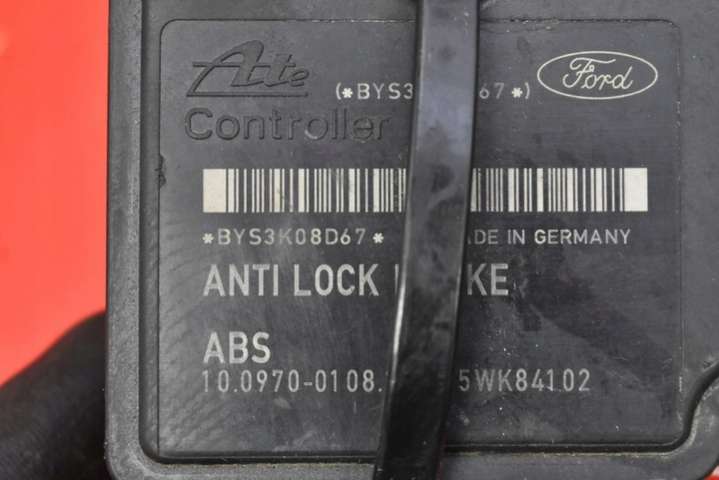 Ate
(*BYS3 67*)
Ford
Controller
*BYS3K08D67* ADE IN GERMANY
ANTI LOCK KE
ABS
10.0970-0108. 5WK84102